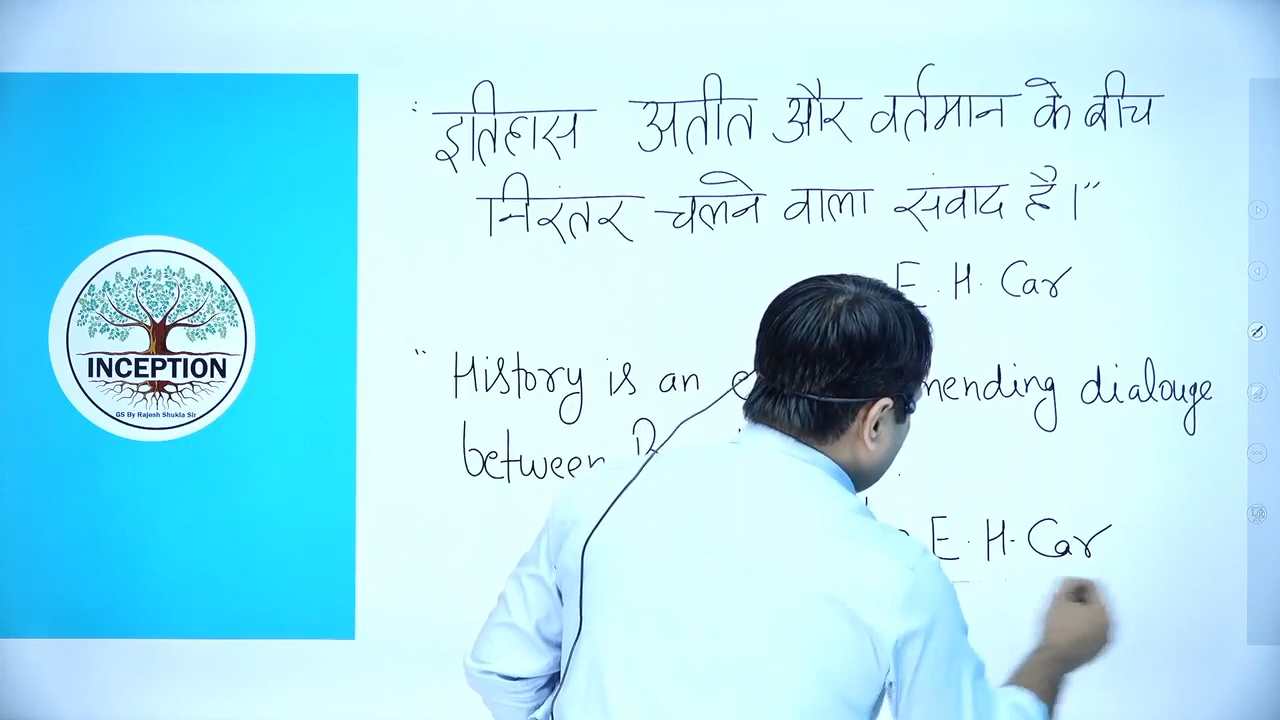 INCEPTION
GS By Rajesh Shukla Sir
"इतिहास अतीत और वर्तमान के बीच
निरंतर चलने वाला संवाद है।"
E. H. Car
"History is an mending dialouge
between
E. H. Car